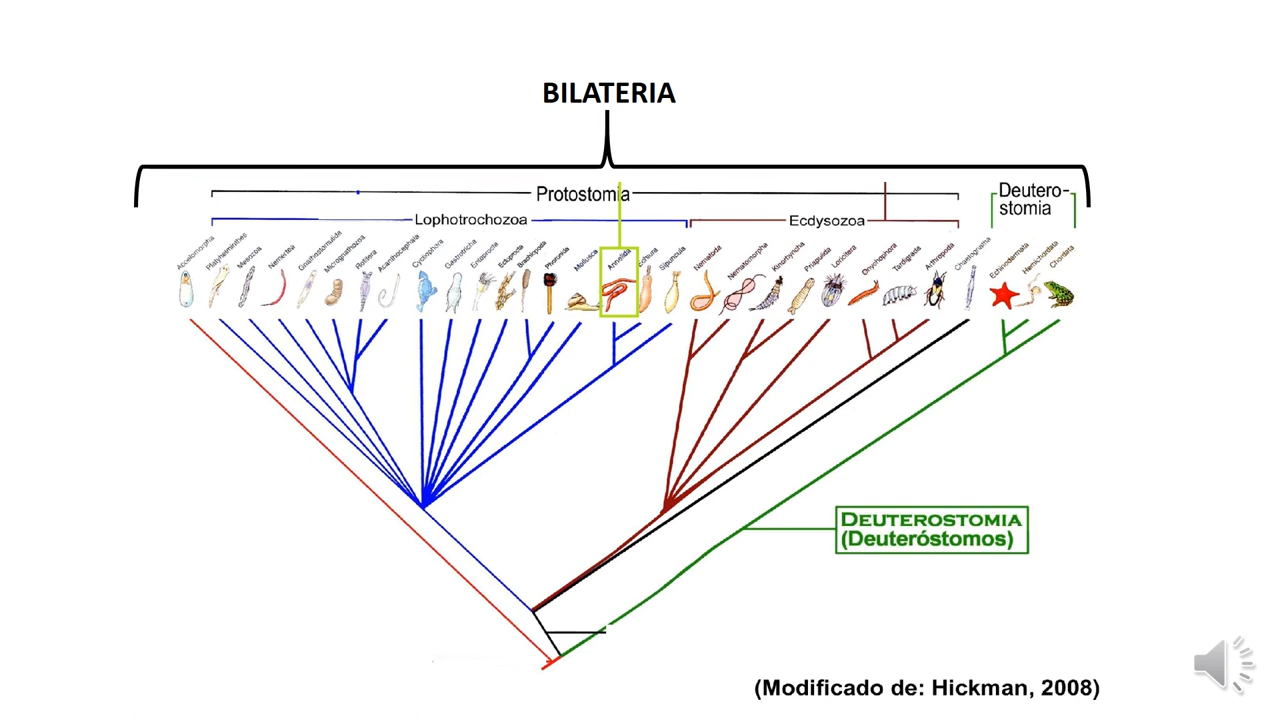 BILATERIA
Protostomia
Deutero-
stomia
Lophotrochozoa
Ecdysozoa
Acoelomorpha
Platyhelminthes
Mesozoa
Nemertea
Gnathostomulida
Micrognathozoa
Rotifera
Acanthocephala
Cycliophora
Gastrotricha
Entoprocta
Ectoprocta
Brachiopoda
Phoronida
Mollusca
Annelida
Echiura
Sipuncula
Nematoda
Nematomorpha
Kinorhyncha
Priapulida
Loricifera
Onychophora
Tardigrada
Arthropoda
Chaetognatha
Echinodermata
Hemichordata
Chordata
DEUTEROSTOMIA
(Deuteróstomos)
(Modificado de: Hickman, 2008)